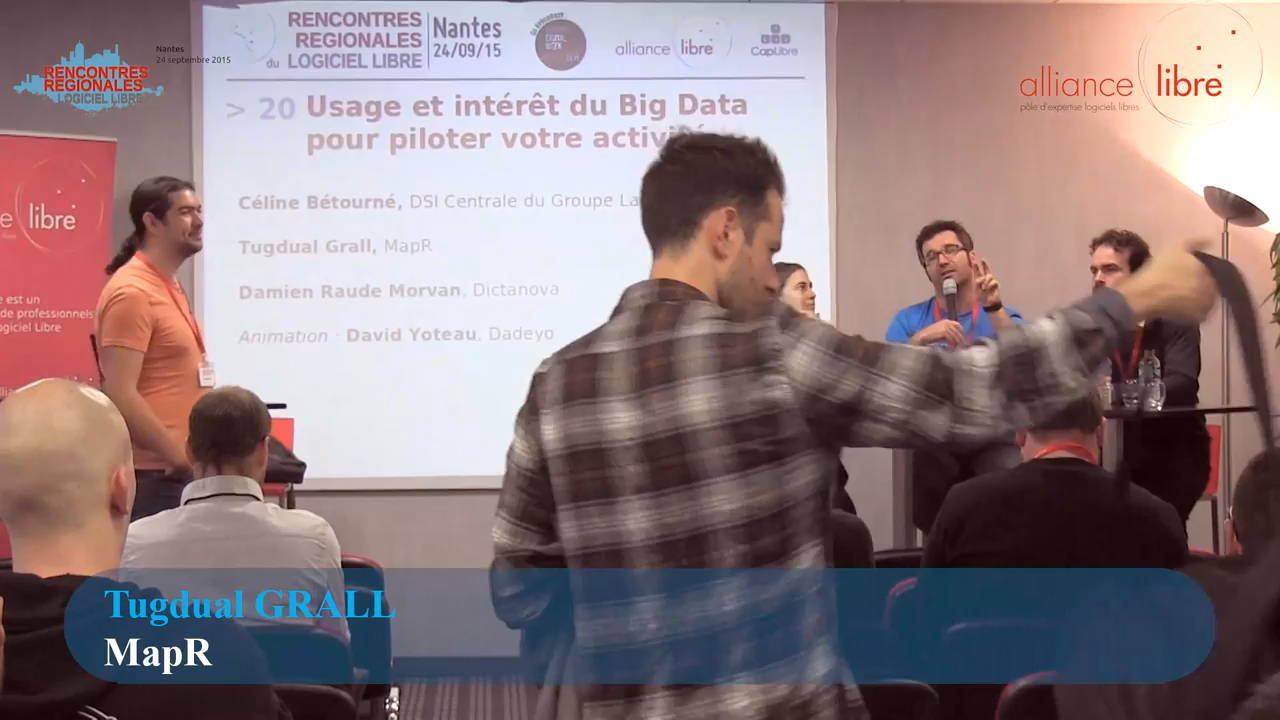 Nantes
24 septembre 2015
RENCONTRES
REGIONALES
LOGICIEL LIBRE
RENCONTRES
REGIONALES
du LOGICIEL LIBRE
Nantes
24/09/15
alliance libre
CapLibre
alliance libre
pôle d'expertise logiciels libres
> 20 Usage et intérêt du Big Data
pour piloter votre activ
Céline Bétourné, DSI Centrale du Groupe La
Tugdual Grall, MapR
Damien Raude Morvan, Dictanova
Animation : David Yoteau, Dadeyo
e libre
e est un
de professionnels
ogiciel Libre
Tugdual GRALL
MapR